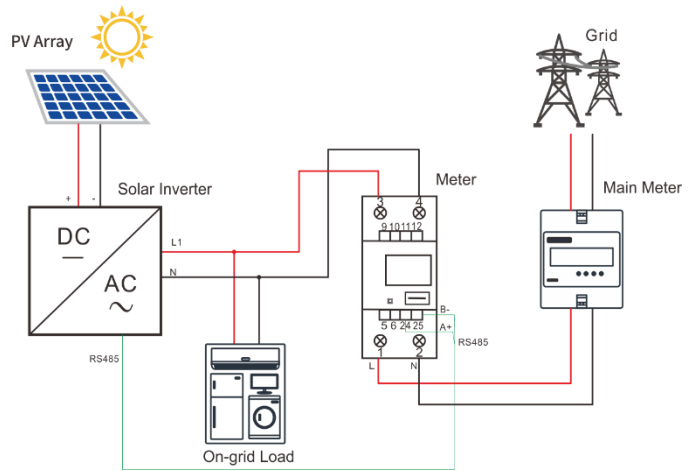 PV Array
Grid
Solar Inverter
Meter
Main Meter
+ -
3 4
9 10 11 12
DC
L1
AC
N
B-
5 6 24 25
A+
RS485
RS485
1 2
L N
On-grid Load